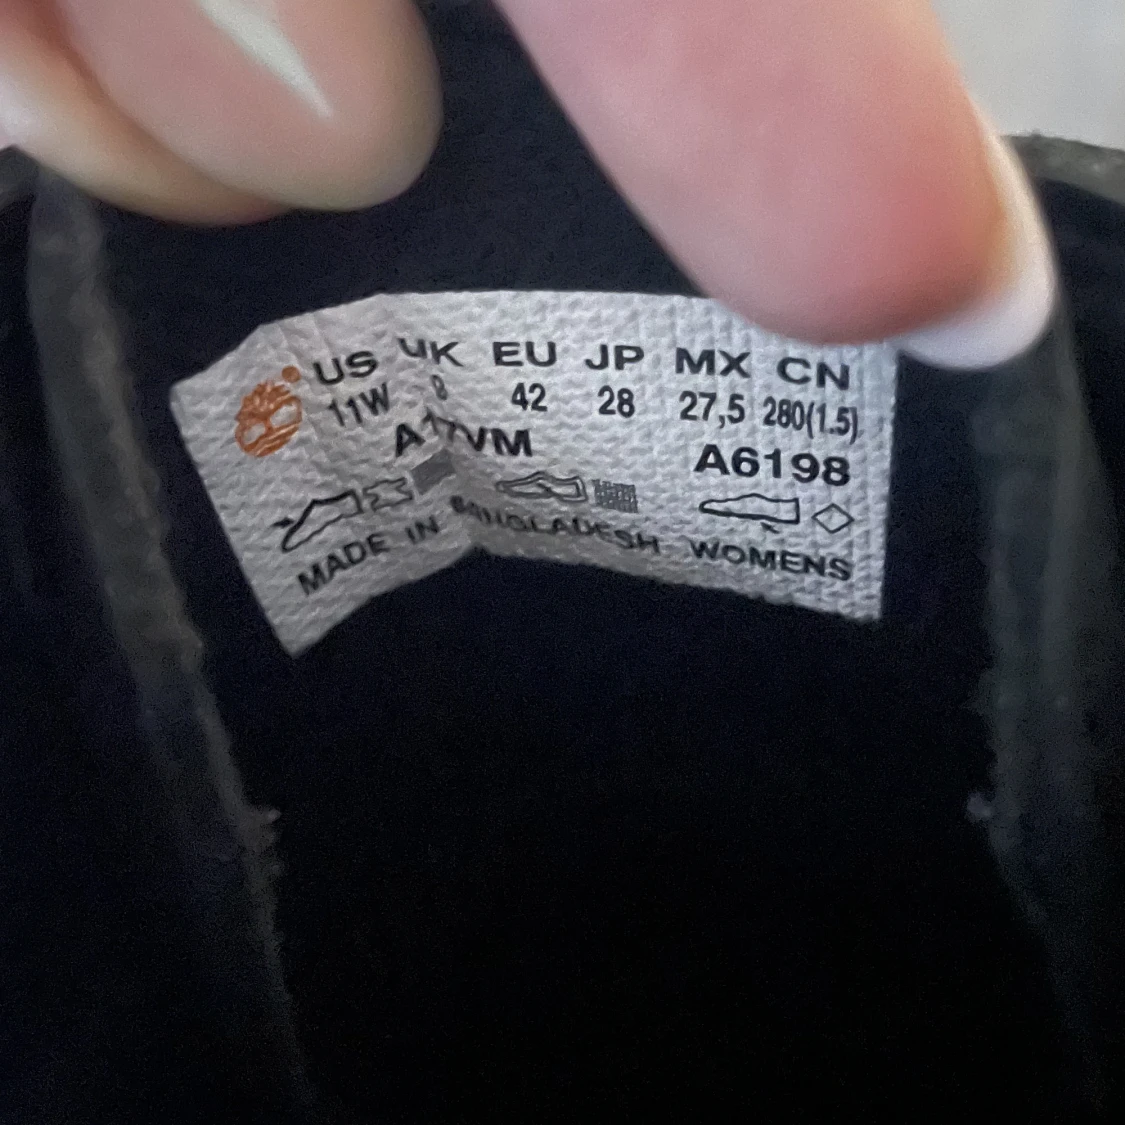 US UK EU JP MX CN
11W 8 42 28 27,5 280(1.5)
A17VM A6198
MADE IN BANGLADESH WOMENS